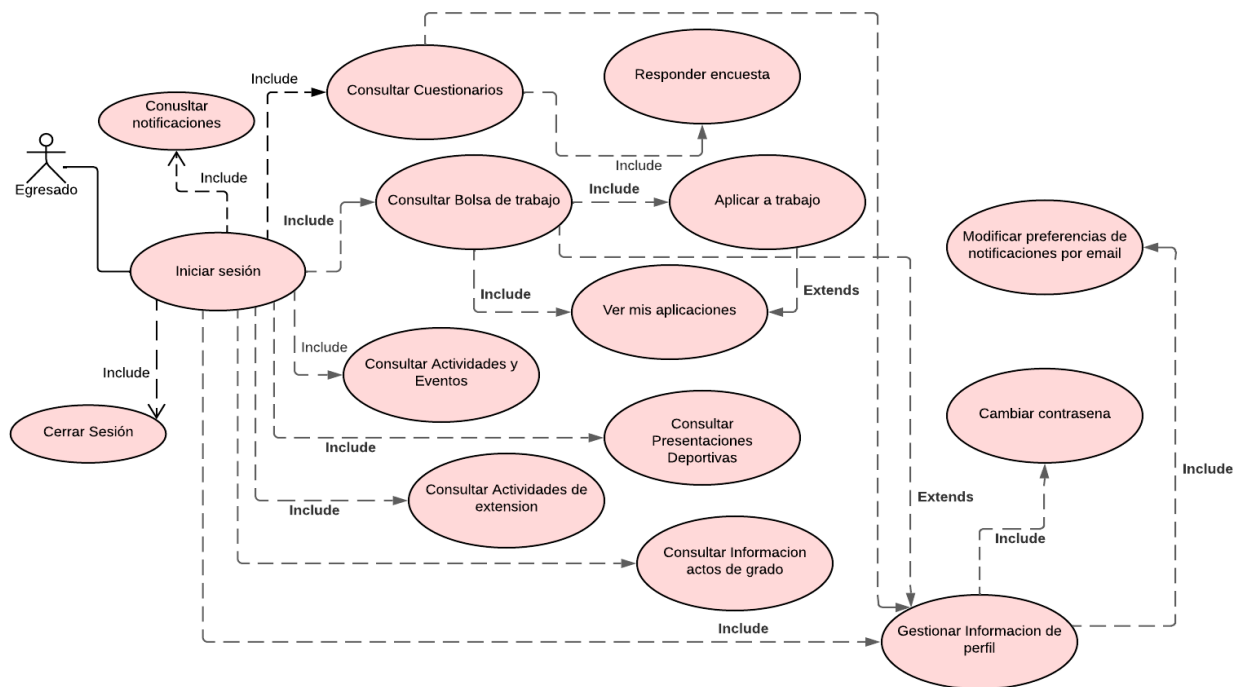 Include
Consultar Cuestionarios
Responder encuesta
Conusltar
notificaciones
Egresado
Include
Include
Include
Consultar Bolsa de trabajo
Include
Aplicar a trabajo
Modificar preferencias de
notificaciones por email
Iniciar sesión
Include
Extends
Ver mis aplicaciones
Include
Consultar Actividades y
Eventos
Include
Cerrar Sesión
Cambiar contrasena
Consultar
Presentaciones
Deportivas
Include
Include
Consultar Actividades de
extension
Extends
Include
Include
Consultar Informacion
actos de grado
Include
Gestionar Informacion de
perfil